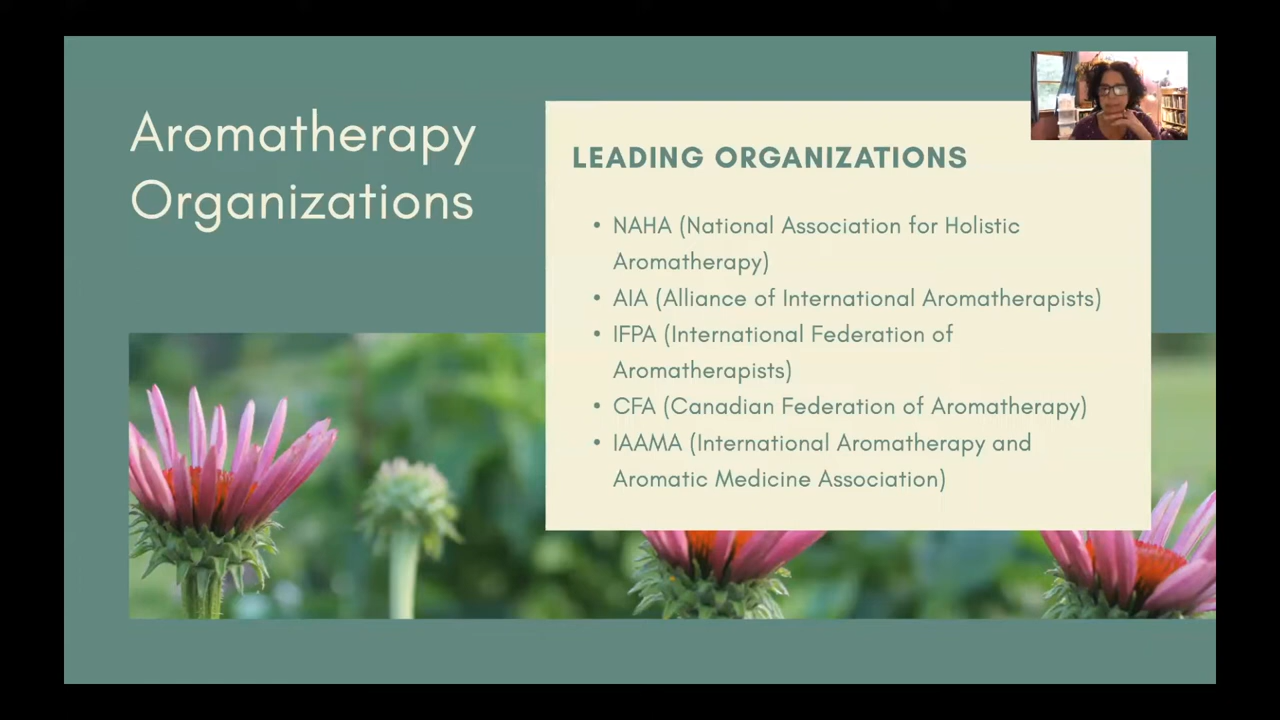 Aromatherapy
Organizations
LEADING ORGANIZATIONS
• NAHA (National Association for Holistic
Aromatherapy)
• AIA (Alliance of International Aromatherapists)
• IFPA (International Federation of
Aromatherapists)
• CFA (Canadian Federation of Aromatherapy)
• IAAMA (International Aromatherapy and
Aromatic Medicine Association)